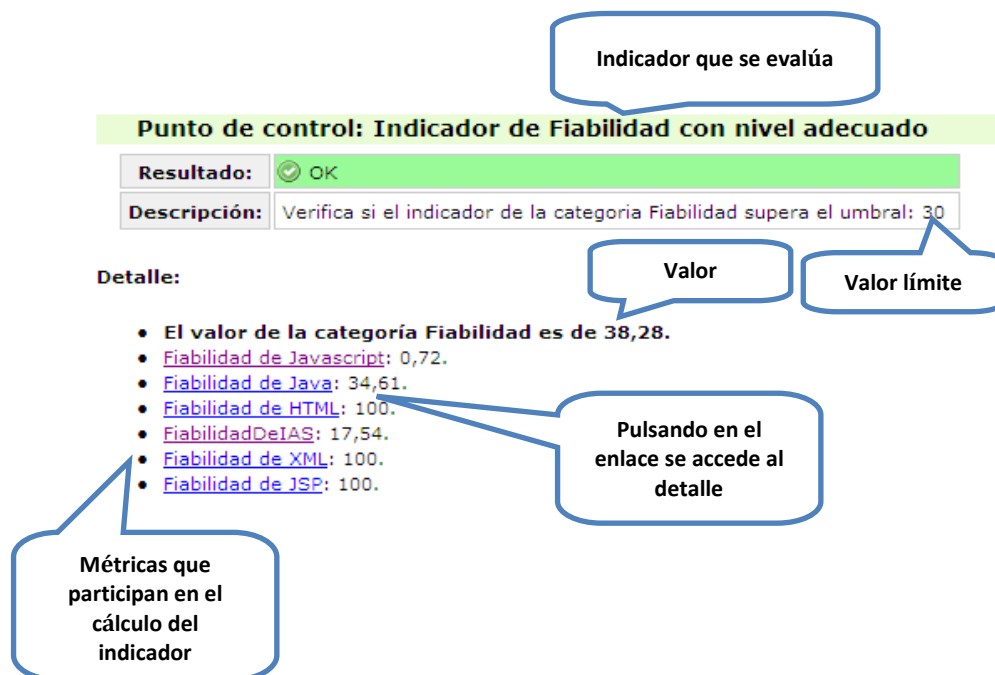 Indicador que se evalúa
Punto de control: Indicador de Fiabilidad con nivel adecuado
Resultado: OK
Descripción: Verifica si el indicador de la categoria Fiabilidad supera el umbral: 30
Valor
Valor límite
Detalle:
• El valor de la categoría Fiabilidad es de 38,28.
• Fiabilidad de Javascript: 0,72.
• Fiabilidad de Java: 34,61.
• Fiabilidad de HTML: 100.
• FiabilidadDeIAS: 17,54.
• Fiabilidad de XML: 100.
• Fiabilidad de JSP: 100.
Pulsando en el
enlace se accede al
detalle
Métricas que
participan en el
cálculo del
indicador